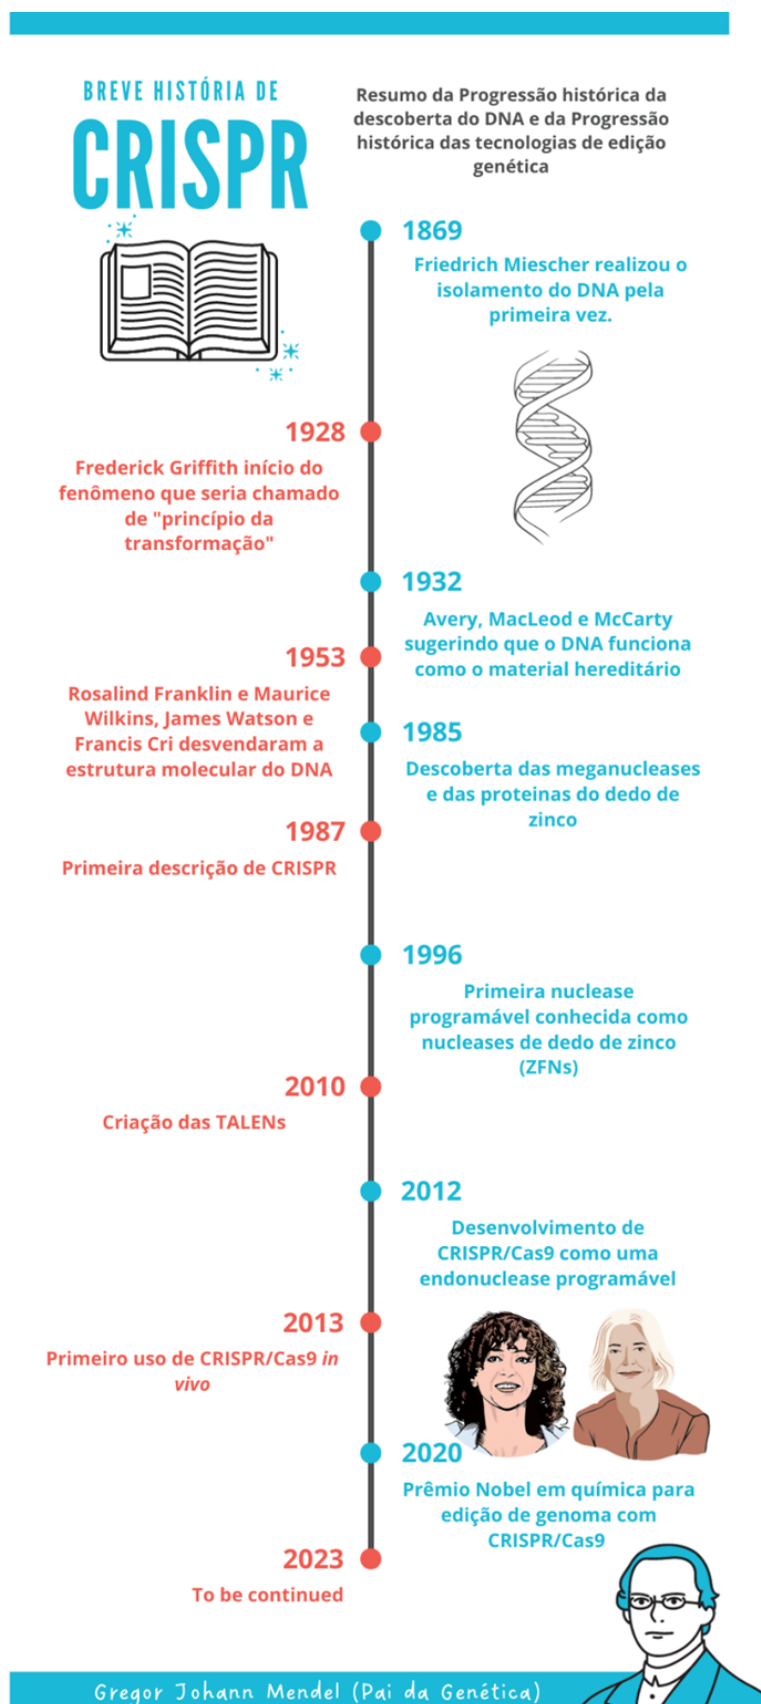 BREVE HISTÓRIA DE
CRISPR
Resumo da Progressão histórica da
descoberta do DNA e da Progressão
histórica das tecnologias de edição
genética
1869
Friedrich Miescher realizou o
isolamento do DNA pela
primeira vez.
1928
Frederick Griffith início do
fenômeno que seria chamado
de "princípio da
transformação"
1932
Avery, MacLeod e McCarty
sugerindo que o DNA funciona
como o material hereditário
1953
Rosalind Franklin e Maurice
Wilkins, James Watson e
Francis Cri desvendaram a
estrutura molecular do DNA
1985
Descoberta das meganucleases
e das proteinas do dedo de
zinco
1987
Primeira descrição de CRISPR
1996
Primeira nuclease
programável conhecida como
nucleases de dedo de zinco
(ZFNs)
2010
Criação das TALENs
2012
Desenvolvimento de
CRISPR/Cas9 como uma
endonuclease programável
2013
Primeiro uso de CRISPR/Cas9 in
vivo
2020
Prêmio Nobel em química para
edição de genoma com
CRISPR/Cas9
2023
To be continued
Gregor Johann Mendel (Pai da Genética)